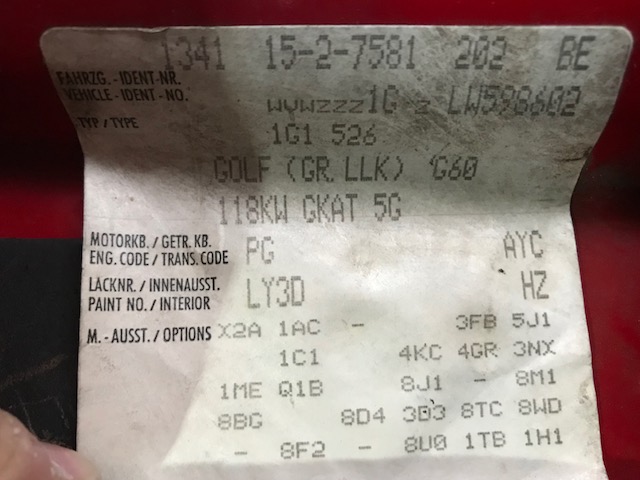 1341 15-2-7581 202 BE
FAHRZG.-IDENT-NR.
VEHICLE-IDENT-NO. WVWZZZ1G Z LW598602
TYP / TYPE
1G1 526
GOLF (GR. LLK) G60
118KW GKAT 5G
MOTORKB. / GETR. KB.
ENG. CODE / TRANS. CODE PG AYC
LACKNR. / INNENAUSST.
PAINT NO. / INTERIOR LY3D HZ
M.-AUSST. / OPTIONS X2A 1AC - 3FB 5J1
1C1 4KC 4GR 3NX
1ME Q1B 8J1 - 8M1
8BG 8D4 3D3 8TC 8WD
- 8F2 - 8U0 1TB 1H1